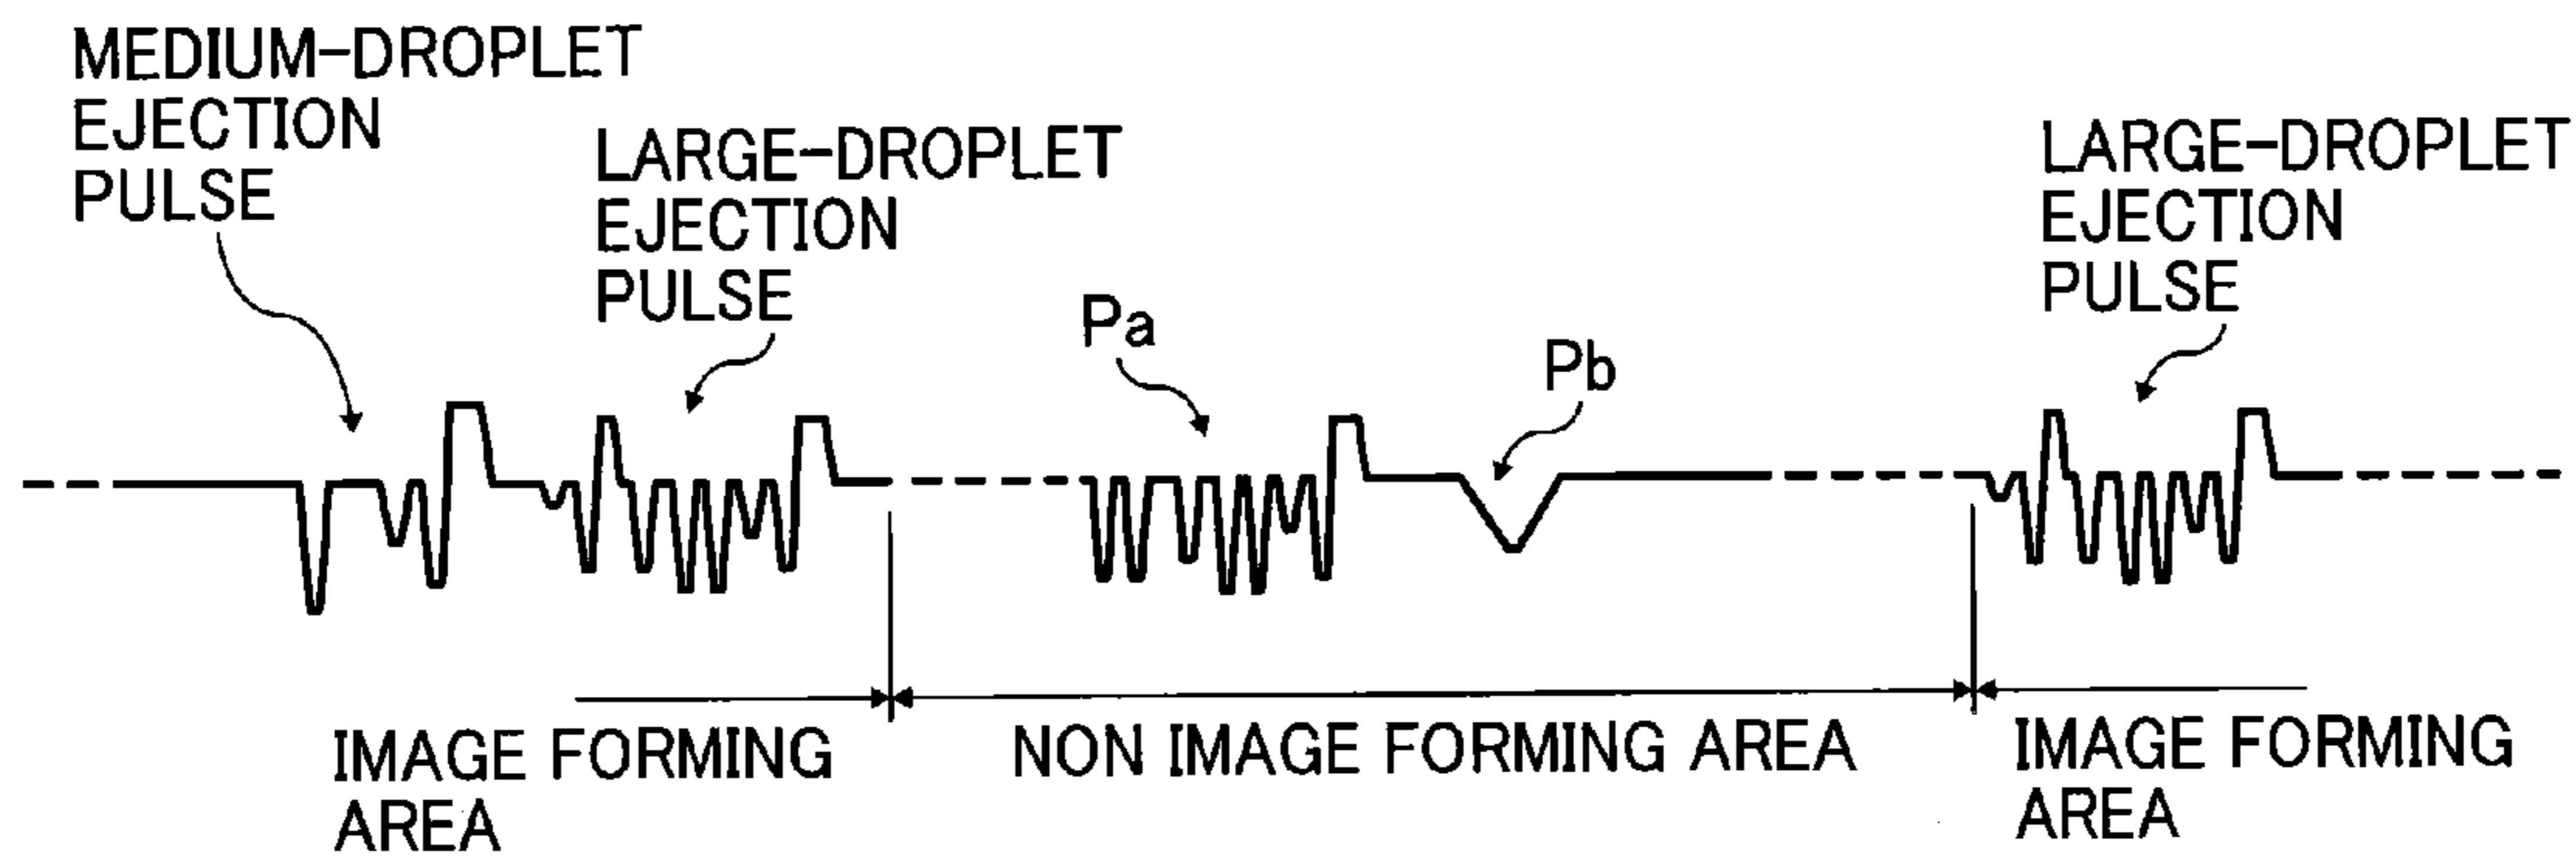 MEDIUM-DROPLET
EJECTION
PULSE
LARGE-DROPLET
EJECTION
PULSE
Pa
Pb
LARGE-DROPLET
EJECTION
PULSE
IMAGE FORMING
AREA
NON IMAGE FORMING AREA
IMAGE FORMING
AREA